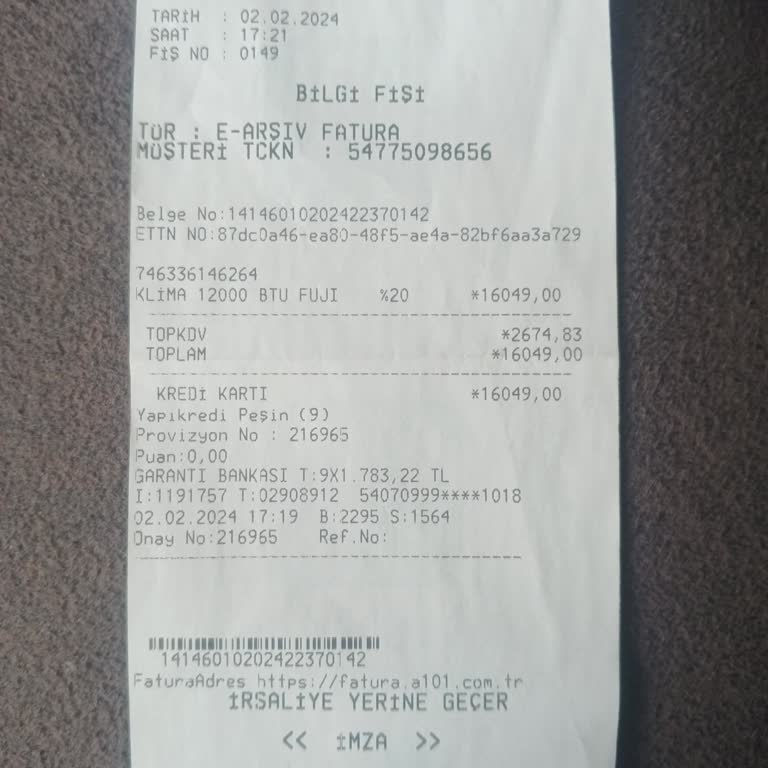 TARİH : 02.02.2024
SAAT : 17:21
FİŞ NO : 0149
BİLGİ FİŞİ
TÜR : E-ARŞIV FATURA
MÜŞTERİ TCKN : 54775098656
Belge No:14146010202422370142
ETTN NO:87dc0a46-ea80-48f5-ae4a-82bf6aa3a729
746336146264
KLİMA 12000 BTU FUJI %20 *16049,00
TOPKDV *2674,83
TOPLAM *16049,00
KREDİ KARTI *16049,00
Yapıkredi Peşin (9)
Provizyon No : 216965
Puan:0,00
GARANTI BANKASI T:9X1.783,22 TL
I:1191757 T:02908912 54070999****1018
02.02.2024 17:19 B:2295 S:1564
Onay No:216965 Ref.No:
14146010202422370142
FaturaAdres https://fatura.a101.com.tr
İRSALİYE YERİNE GEÇER
<< İMZA >>